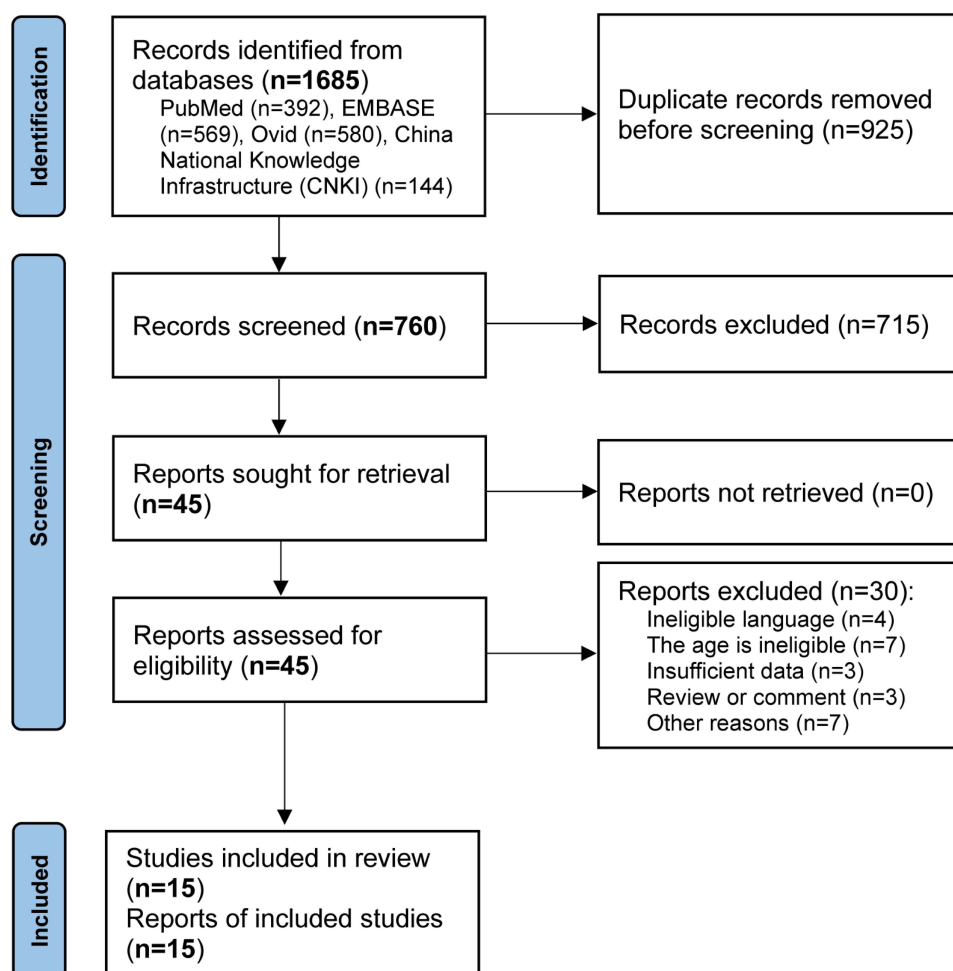 Identification
Records identified from
databases (n=1685)
PubMed (n=392), EMBASE
(n=569), Ovid (n=580), China
National Knowledge
Infrastructure (CNKI) (n=144)
Duplicate records removed
before screening (n=925)
Screening
Records screened (n=760)
Records excluded (n=715)
Reports sought for retrieval
(n=45)
Reports not retrieved (n=0)
Reports assessed for
eligibility (n=45)
Reports excluded (n=30):
Ineligible language (n=4)
The age is ineligible (n=7)
Insufficient data (n=3)
Review or comment (n=3)
Other reasons (n=7)
Included
Studies included in review
(n=15)
Reports of included studies
(n=15)